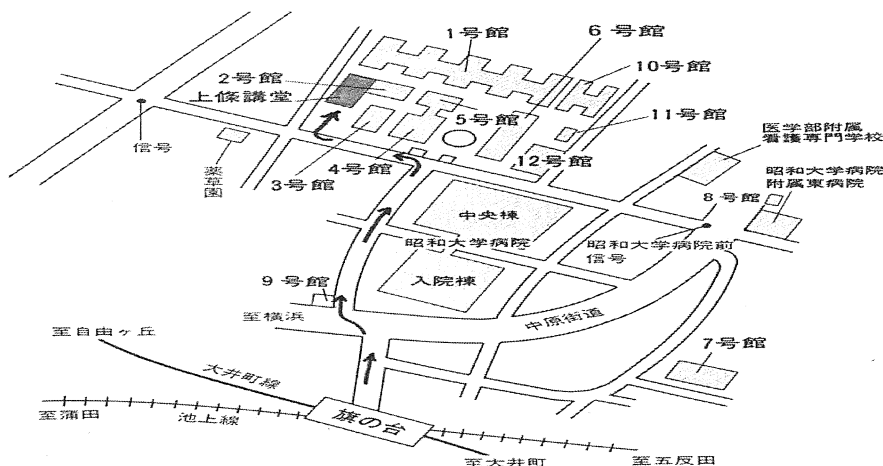 1号館
6号館
10号館
2号館
上條講堂
5号館
11号館
医学部附属
看護専門学校
信号
薬草園
4号館
12号館
3号館
昭和大学病院
附属東病院
8号館
中央棟
昭和大学病院
昭和大学病院前
信号
入院棟
9号館
至横浜
中原街道
至自由ヶ丘
7号館
大井町線
至蒲田
池上線
旗の台
至大井町
至五反田